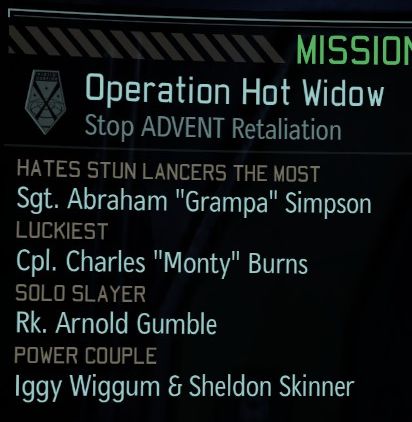 MISSION
Operation Hot Widow
Stop ADVENT Retaliation
HATES STUN LANCERS THE MOST
Sgt. Abraham "Grampa" Simpson
LUCKIEST
Cpl. Charles "Monty" Burns
SOLO SLAYER
Rk. Arnold Gumble
POWER COUPLE
Iggy Wiggum & Sheldon Skinner